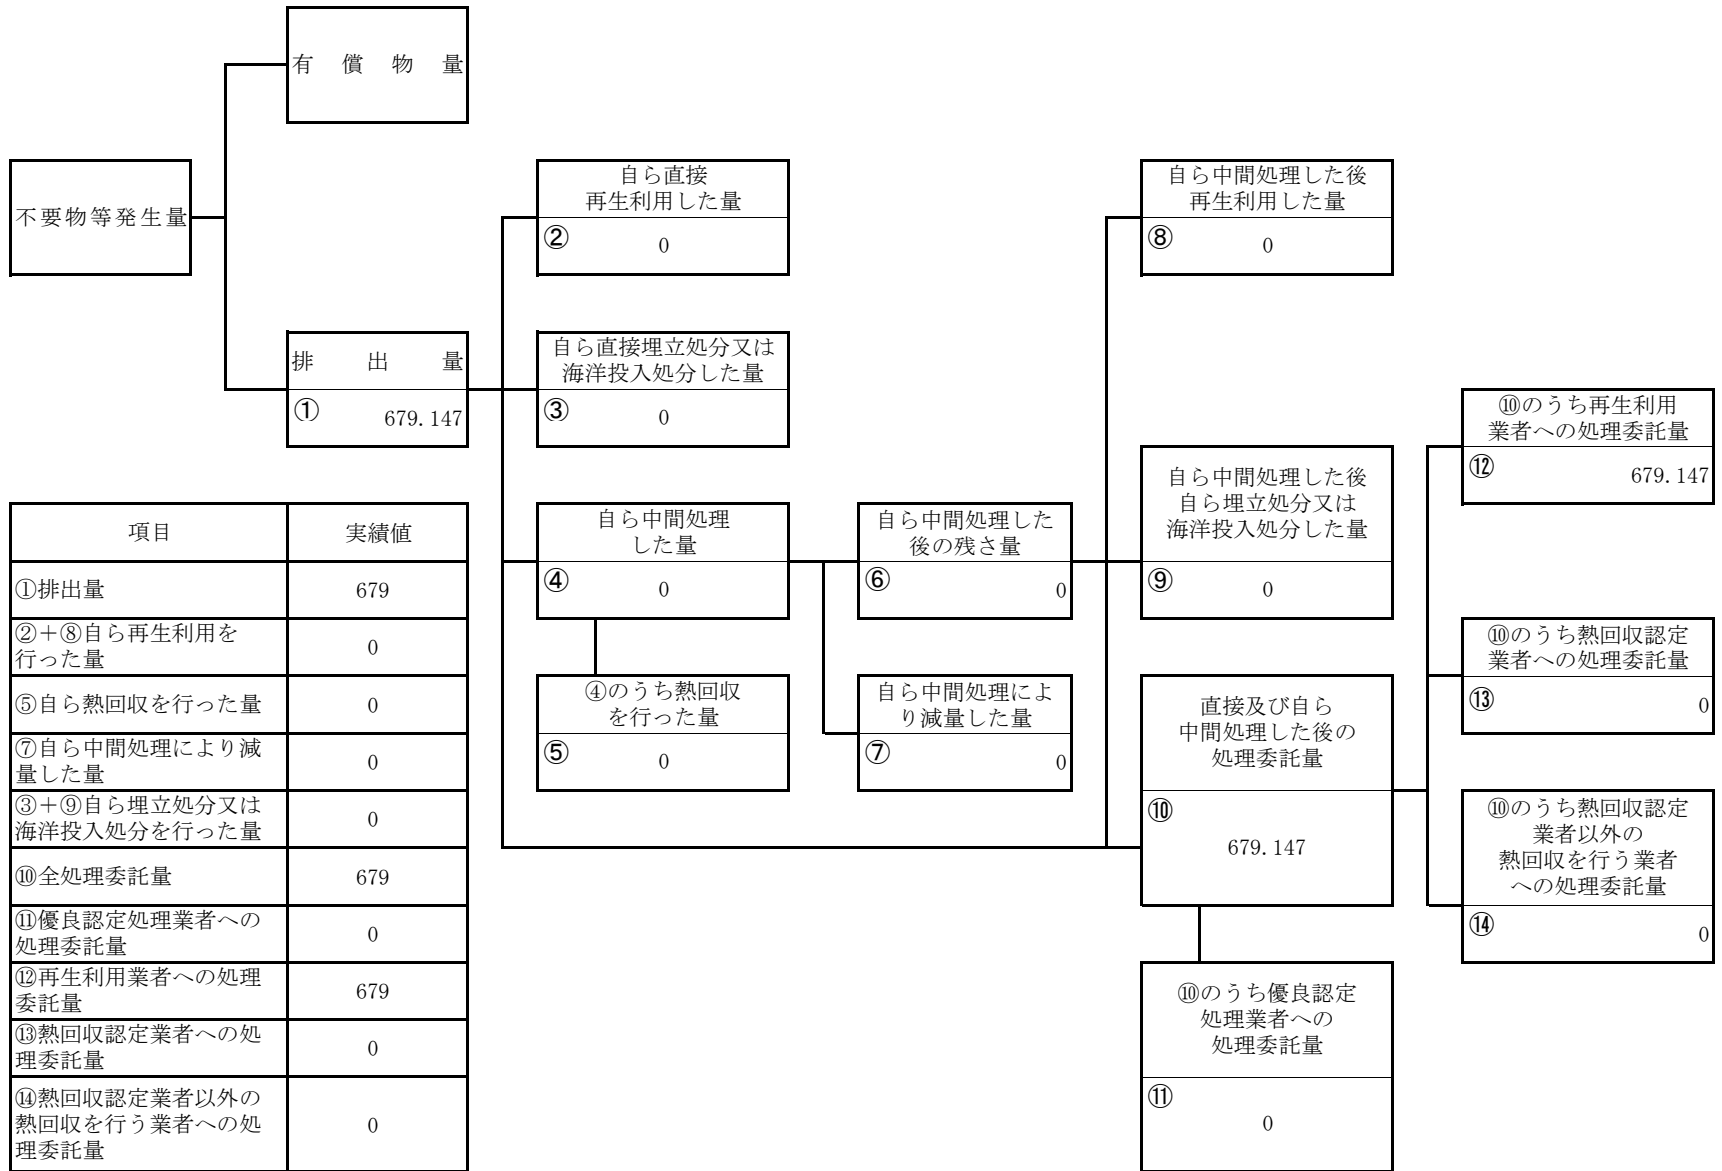 有償物量
不要物等発生量
排出量
①
679.147
自ら直接
再生利用した量
②
0
自ら直接埋立処分又は
海洋投入処分した量
③
0
自ら中間処理
した量
④
0
④のうち熱回収
を行った量
⑤
0
自ら中間処理した
後の残さ量
⑥
0
自ら中間処理によ
り減量した量
⑦
0
自ら中間処理した後
再生利用した量
⑧
0
自ら中間処理した後
自ら埋立処分又は
海洋投入処分した量
⑨
0
直接及び自ら
中間処理した後の
処理委託量
⑩
679.147
⑩のうち優良認定
処理業者への
処理委託量
⑪
0
⑩のうち再生利用
業者への処理委託量
⑫
679.147
⑩のうち熱回収認定
業者への処理委託量
⑬
0
⑩のうち熱回収認定
業者以外の
熱回収を行う業者
への処理委託量
⑭
0
項目 実績値
①排出量 679
②＋⑧自ら再生利用を
行った量 0
⑤自ら熱回収を行った量 0
⑦自ら中間処理により減
量した量 0
③＋⑨自ら埋立処分又は
海洋投入処分を行った量 0
⑩全処理委託量 679
⑪優良認定処理業者への
処理委託量 0
⑫再生利用業者への処理
委託量 679
⑬熱回収認定業者への処
理委託量 0
⑭熱回収認定業者以外の
熱回収を行う業者への処
理委託量 0